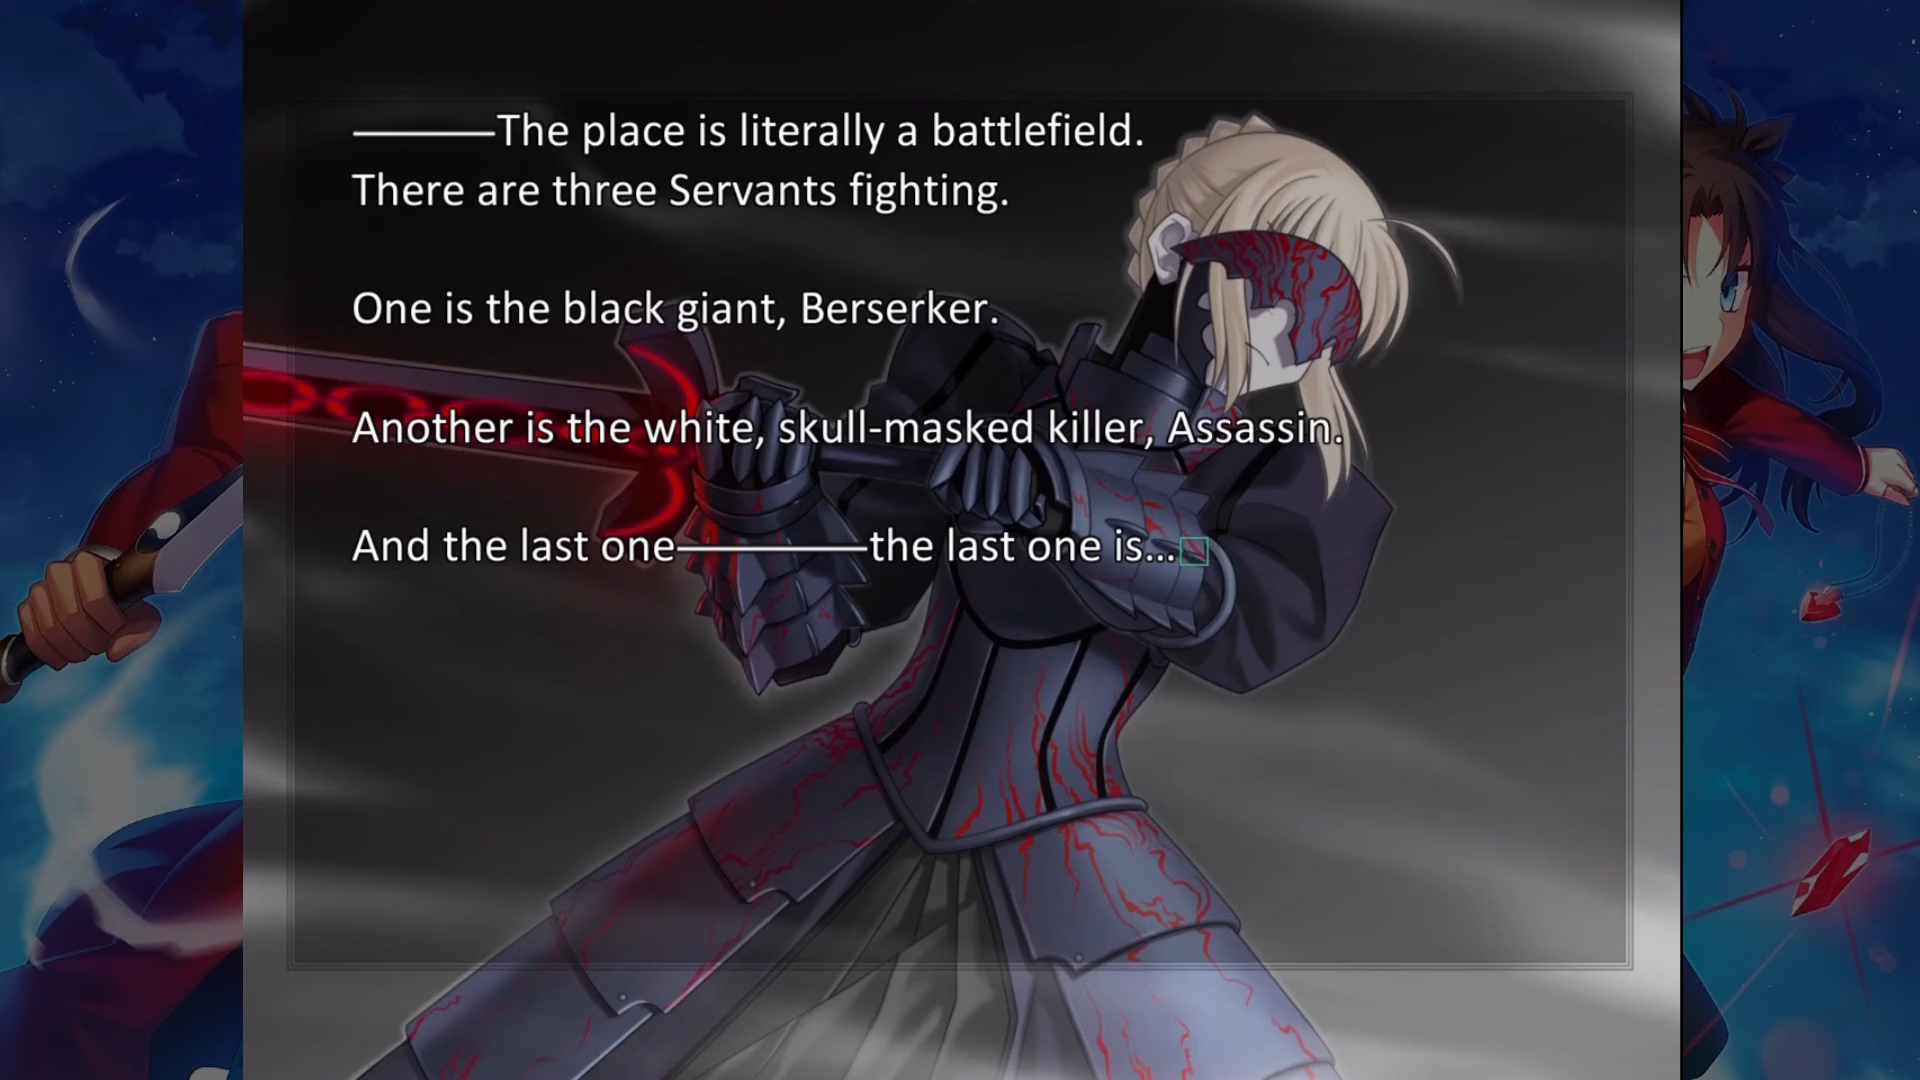 ————The place is literally a battlefield.
There are three Servants fighting.
One is the black giant, Berserker.
Another is the white, skull-masked killer, Assassin.
And the last one—————the last one is...